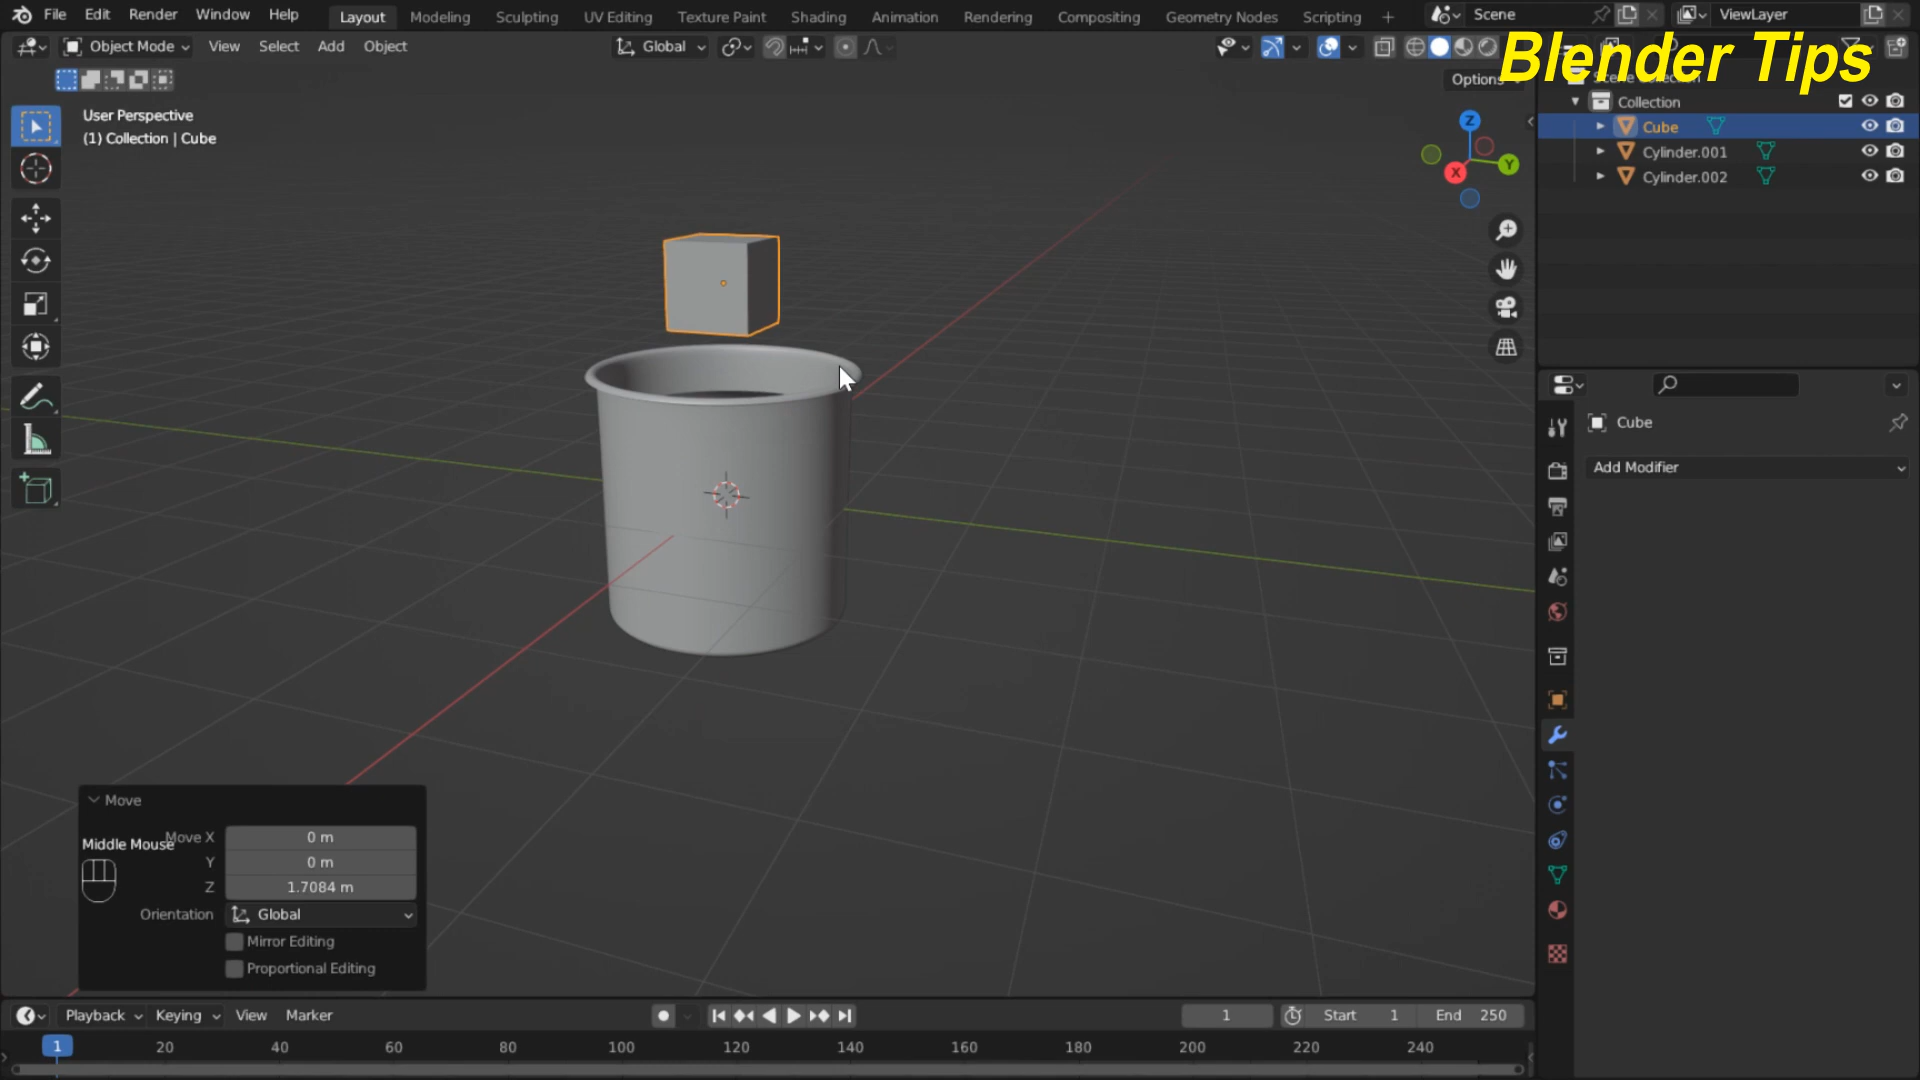 File Edit Render Window Help Layout Modeling Sculpting UV Editing Texture Paint Shading Animation Rendering Compositing Geometry Nodes Scripting + Scene ViewLayer
Object Mode View Select Add Object Global
Blender Tips
Options
User Perspective
(1) Collection | Cube
Z
Y
X
Collection
Cube
Cylinder.001
Cylinder.002
Cube
Add Modifier
Move
Middle Mouse
Move X 0 m
Y 0 m
Z 1.7084 m
Orientation Global
Mirror Editing
Proportional Editing
Playback Keying View Marker 1 Start 1 End 250
1 20 40 60 80 100 120 140 160 180 200 220 240